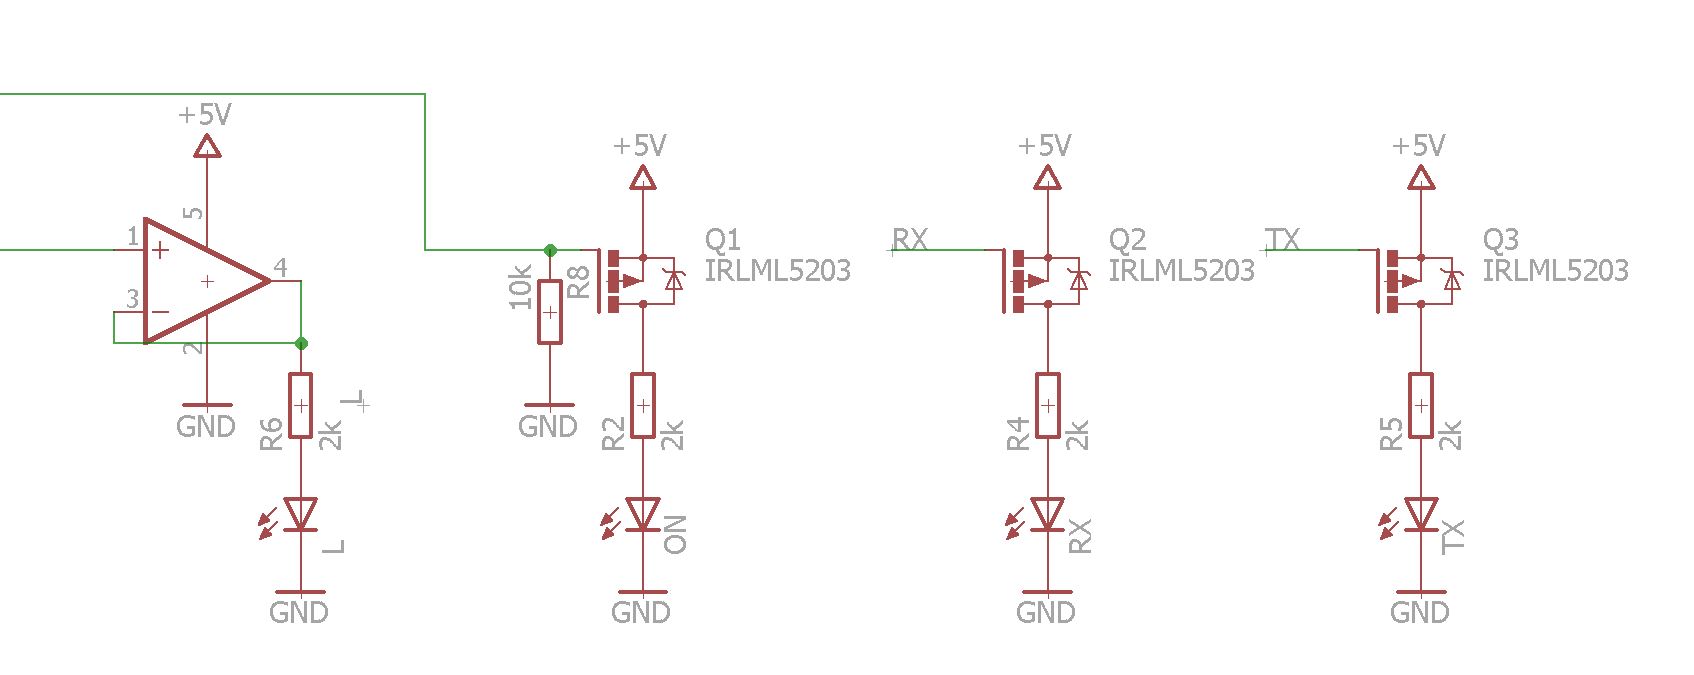 +5V
5
1
+
4
3
2
GND
R6
2k
L
L
GND
10k
R8
GND
+5V
Q1
IRLML5203
R2
2k
ON
GND
RX
+5V
Q2
IRLML5203
R4
2k
RX
GND
TX
+5V
Q3
IRLML5203
R5
2k
TX
GND